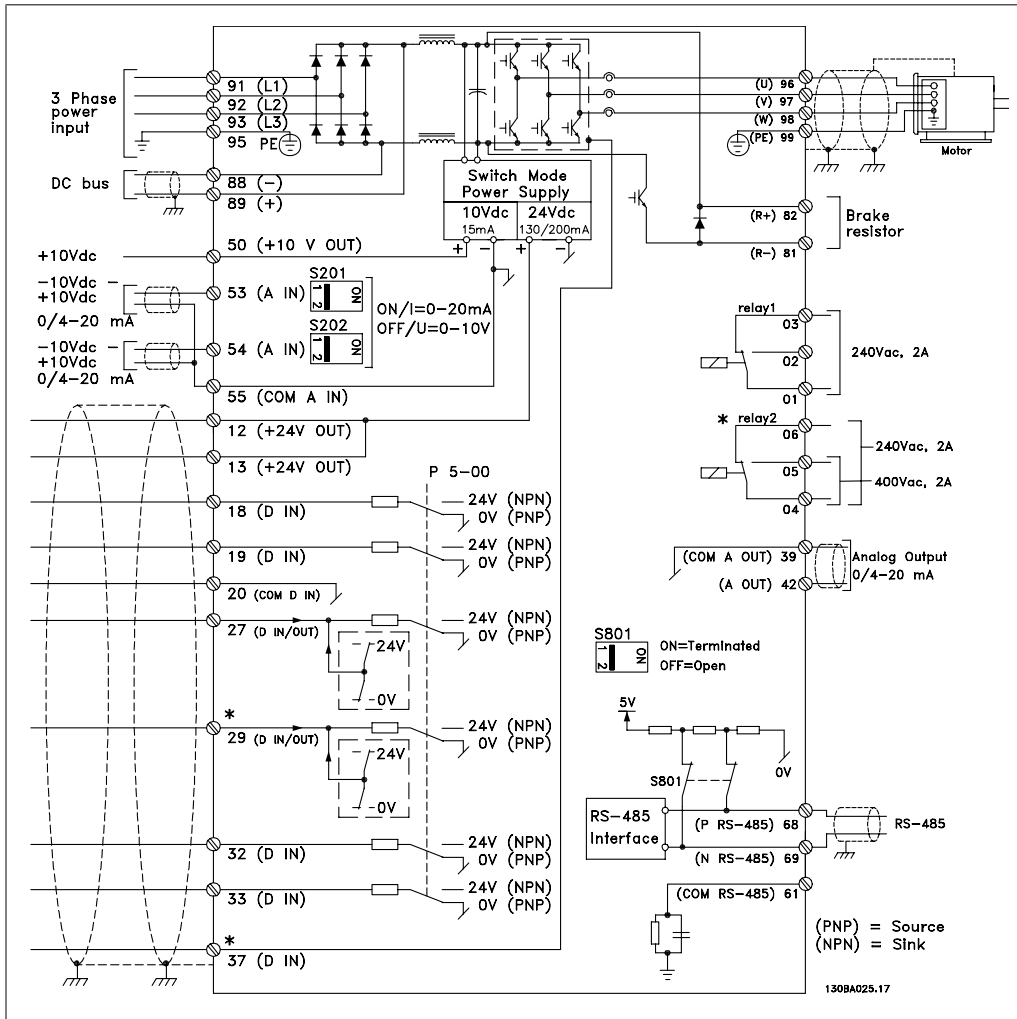 3 Phase
power
input
91 (L1)
92 (L2)
93 (L3)
95 PE
DC bus
88 (-)
89 (+)
Switch Mode
Power Supply
10Vdc
15mA
24Vdc
130/200mA
+ - + -
(U) 96
(V) 97
(W) 98
(PE) 99
Motor
(R+) 82
(R-) 81
Brake
resistor
+10Vdc
50 (+10 V OUT)
-10Vdc -
+10Vdc
0/4-20 mA
53 (A IN)
S201
1 2
ON
-10Vdc -
+10Vdc
0/4-20 mA
54 (A IN)
S202
1 2
ON
ON/I=0-20mA
OFF/U=0-10V
55 (COM A IN)
12 (+24V OUT)
13 (+24V OUT)
P 5-00
18 (D IN)
24V (NPN)
0V (PNP)
19 (D IN)
24V (NPN)
0V (PNP)
20 (COM D IN)
27 (D IN/OUT)
24V (NPN)
0V (PNP)
24V
0V
*
29 (D IN/OUT)
24V (NPN)
0V (PNP)
24V
0V
32 (D IN)
24V (NPN)
0V (PNP)
33 (D IN)
24V (NPN)
0V (PNP)
*
37 (D IN)
relay1
03
02
01
240Vac, 2A
* relay2
06
05
04
240Vac, 2A
400Vac, 2A
(COM A OUT) 39
(A OUT) 42
Analog Output
0/4-20 mA
S801
1 2
ON
ON=Terminated
OFF=Open
5V
S801
0V
RS-485
Interface
(P RS-485) 68
(N RS-485) 69
RS-485
(COM RS-485) 61
(PNP) = Source
(NPN) = Sink
130BA025.17